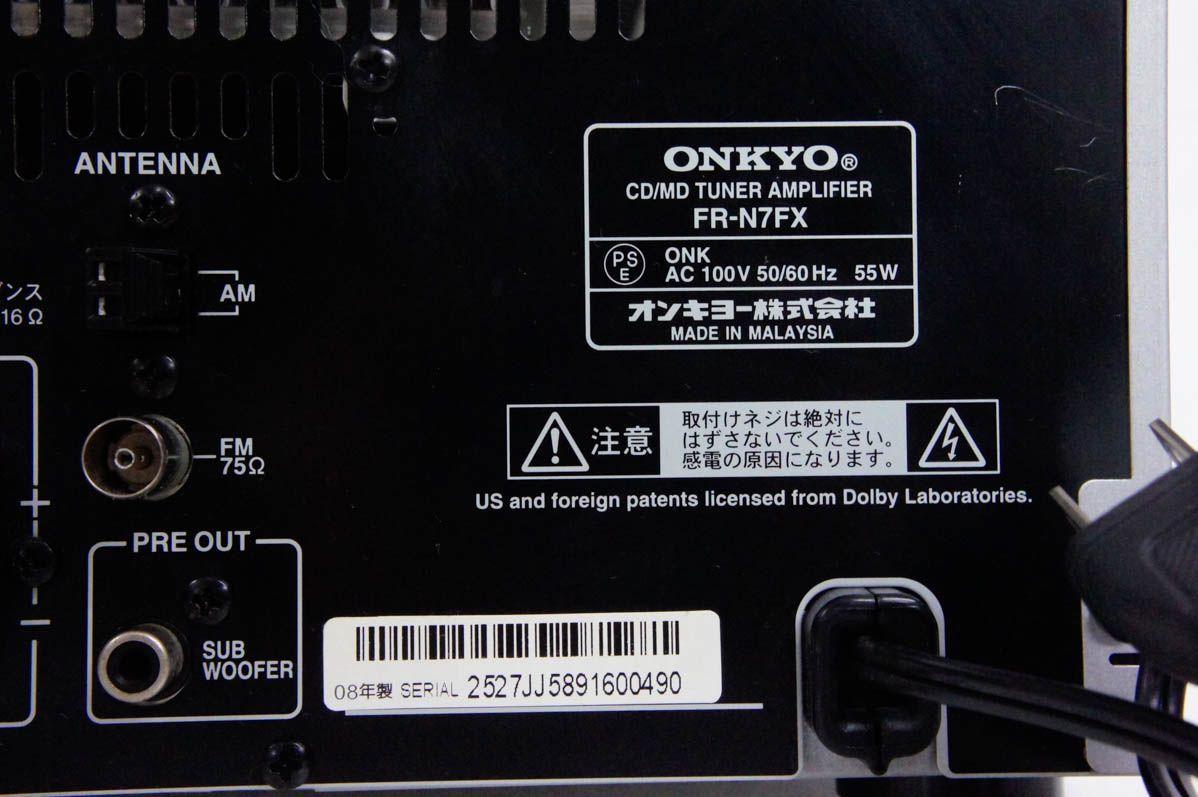 ANTENNA
AM
ンス
16 Ω
FM
75Ω
+
−
PRE OUT
SUB
WOOFER
ONKYO®
CD/MD TUNER AMPLIFIER
FR-N7FX
PS
E
ONK
AC 100V 50/60 Hz 55W
オンキヨー株式会社
MADE IN MALAYSIA
注意
取付けネジは絶対に
はずさないでください。
感電の原因になります。
US and foreign patents licensed from Dolby Laboratories.
08年製 SERIAL 2527JJ5891600490